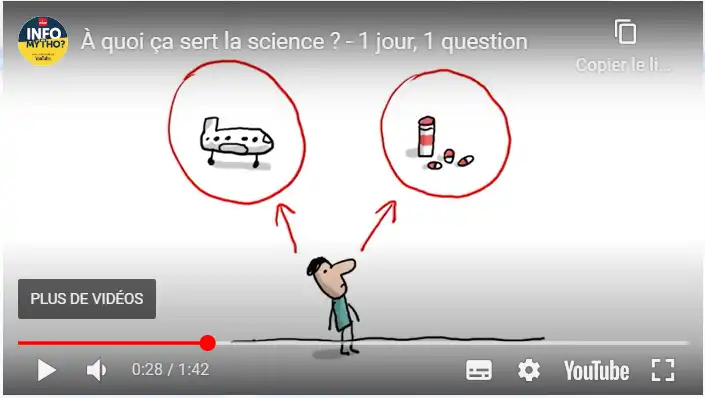 INFO
MYTHO?
YouTube
À quoi ça sert la science ? - 1 jour, 1 question
Copier le li...
PLUS DE VIDÉOS
0:28 / 1:42
YouTube